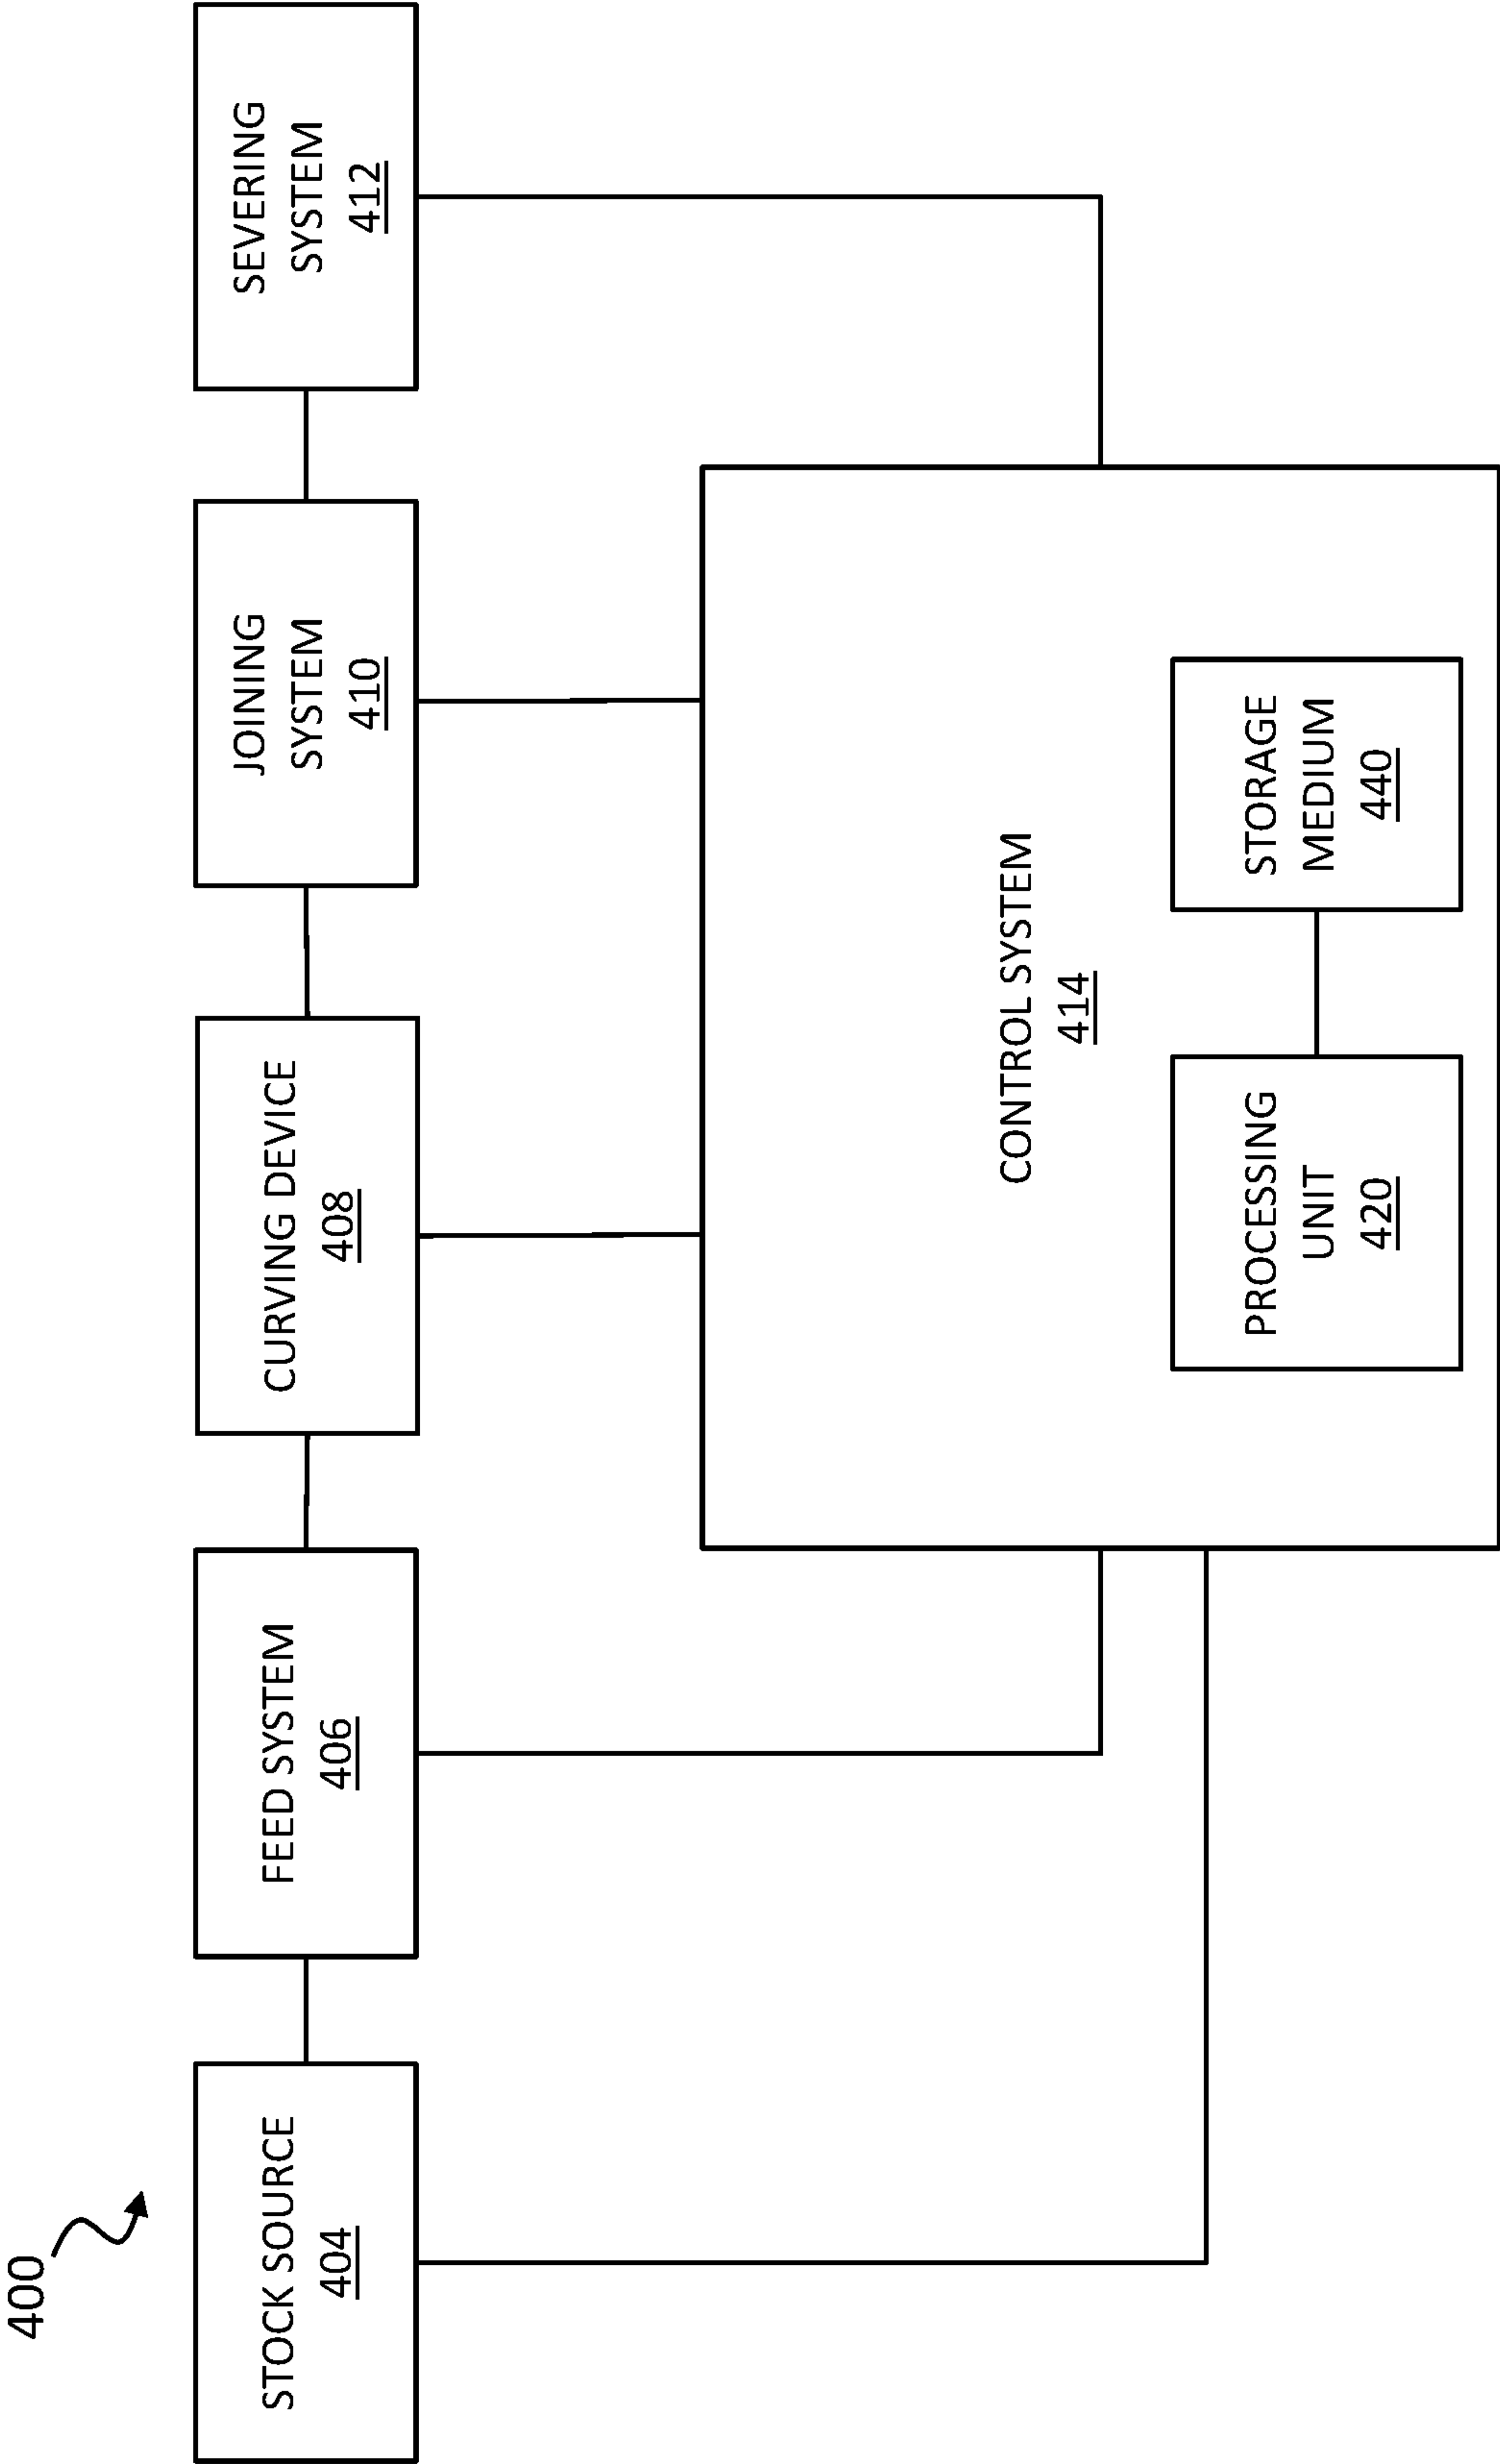 400
STOCK SOURCE
404
FEED SYSTEM
406
CURVING DEVICE
408
JOINING
SYSTEM
410
SEVERING
SYSTEM
412
CONTROL SYSTEM
414
PROCESSING
UNIT
420
STORAGE
MEDIUM
440